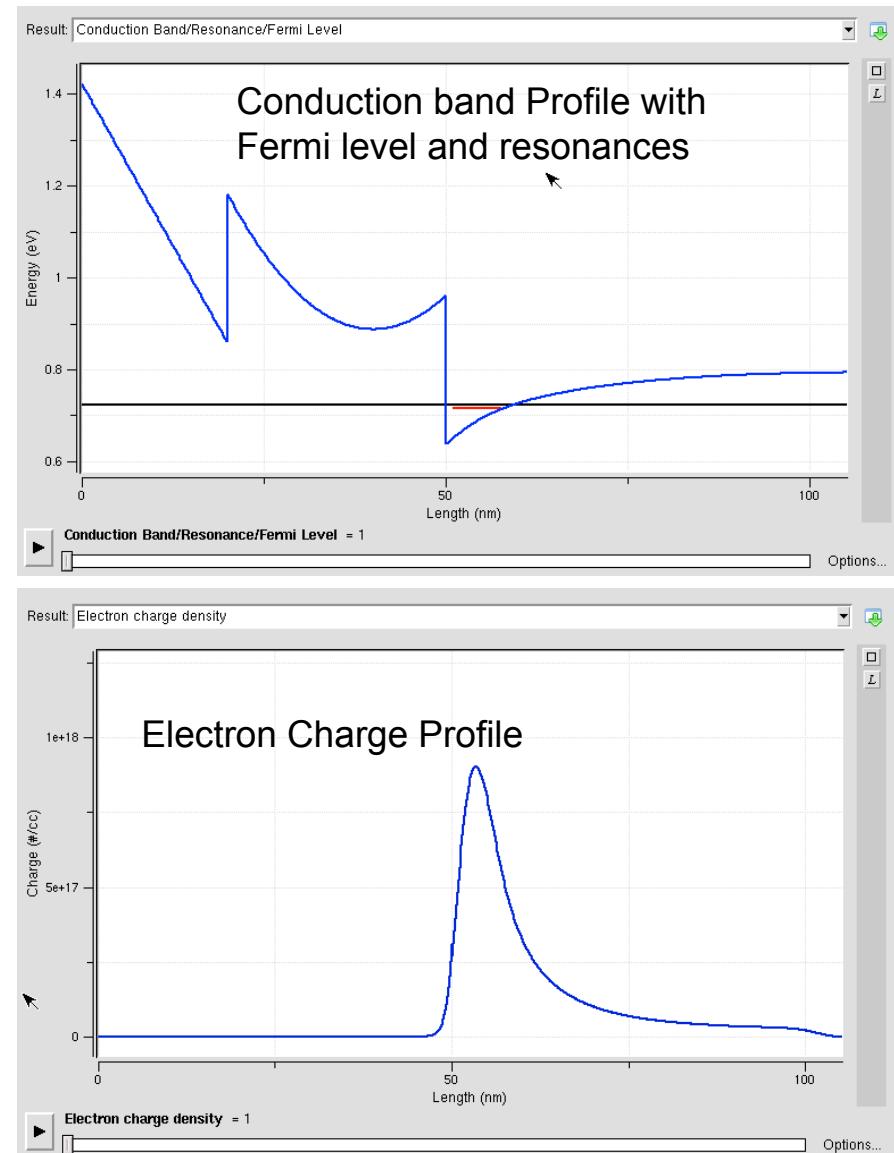 Result: Conduction Band/Resonance/Fermi Level
Conduction band Profile with
Fermi level and resonances
L
1.4
1.2
1
0.8
0.6
Energy (eV)
0
50
100
Length (nm)
Conduction Band/Resonance/Fermi Level = 1
Options...
Result: Electron charge density
Electron Charge Profile
L
1e+18
5e+17
0
Charge (#/cc)
0
50
100
Length (nm)
Electron charge density = 1
Options...